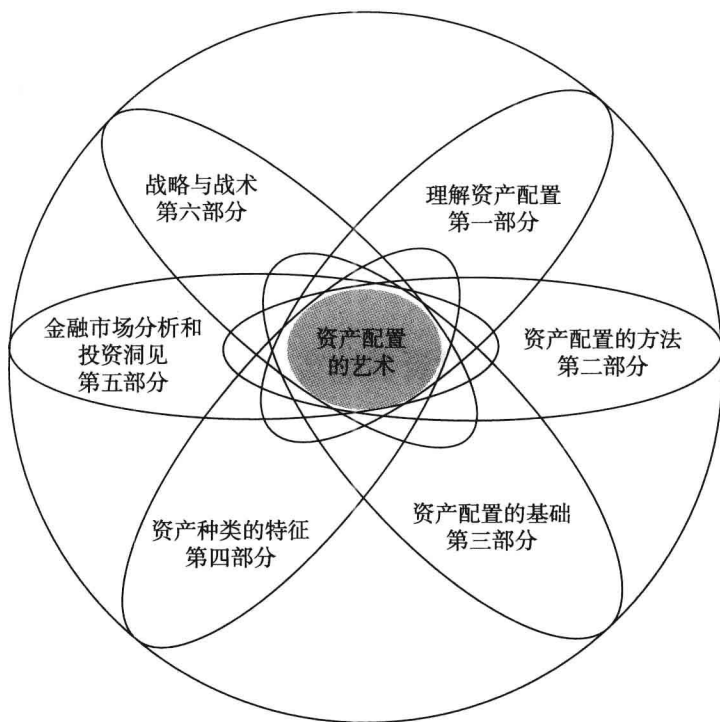 战略与战术
第六部分
理解资产配置
第一部分
金融市场分析和
投资洞见
第五部分
资产配置
的艺术
资产配置的方法
第二部分
资产种类的特征
第四部分
资产配置的基础
第三部分